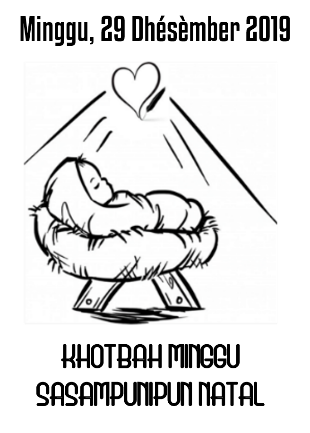 Minggu, 29 Dhésèmber 2019
KHOTBAH MINGGU
SASAMPUNIPUN NATAL